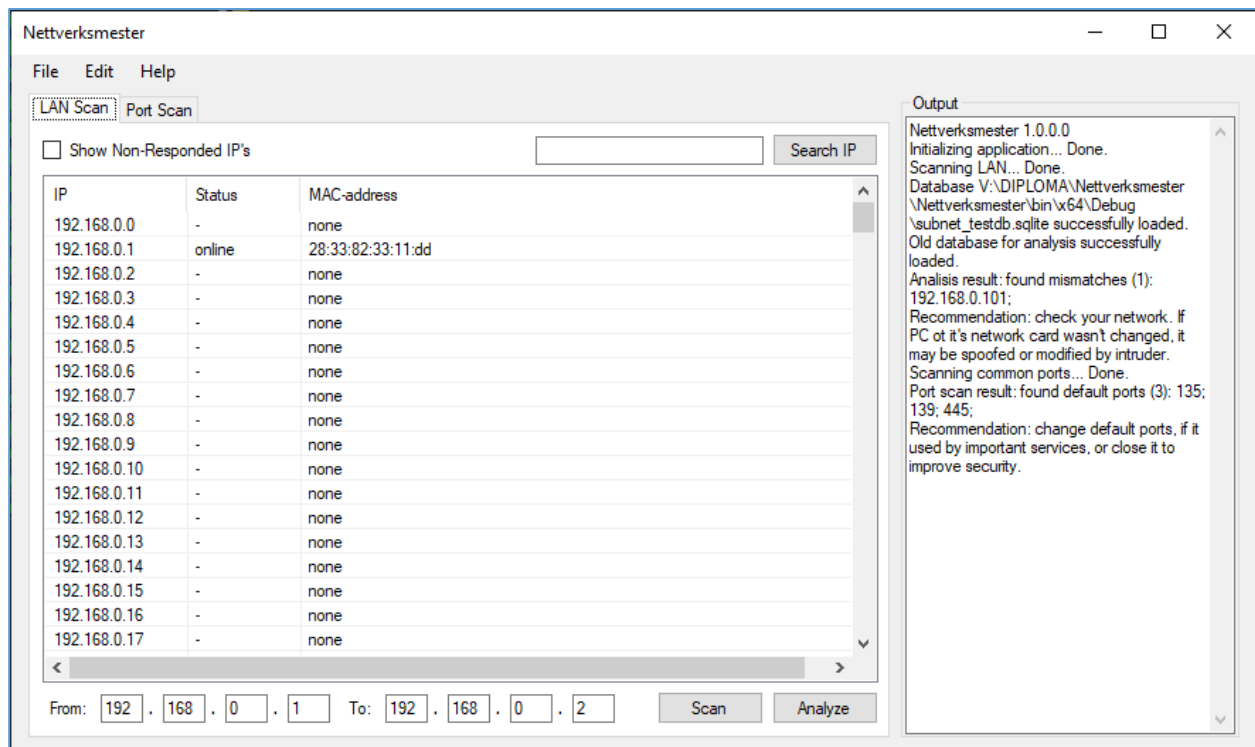 Nettverksmester
File Edit Help
LAN Scan Port Scan
Show Non-Responded IP's
Search IP
IP Status MAC-address
192.168.0.0 - none
192.168.0.1 online 28:33:82:33:11:dd
192.168.0.2 - none
192.168.0.3 - none
192.168.0.4 - none
192.168.0.5 - none
192.168.0.6 - none
192.168.0.7 - none
192.168.0.8 - none
192.168.0.9 - none
192.168.0.10 - none
192.168.0.11 - none
192.168.0.12 - none
192.168.0.13 - none
192.168.0.14 - none
192.168.0.15 - none
192.168.0.16 - none
192.168.0.17 - none
From: 192 . 168 . 0 . 1 To: 192 . 168 . 0 . 2 Scan Analyze
Output
Nettverksmester 1.0.0.0
Initializing application... Done.
Scanning LAN... Done.
Database V:\DIPLOMA\Nettverksmester
\Nettverksmester\bin\x64\Debug
\subnet_testdb.sqlite successfully loaded.
Old database for analysis successfully
loaded.
Analisis result: found mismatches (1):
192.168.0.101;
Recommendation: check your network. If
PC ot it's network card wasn't changed, it
may be spoofed or modified by intruder.
Scanning common ports... Done.
Port scan result: found default ports (3): 135;
139; 445;
Recommendation: change default ports, if it
used by important services, or close it to
improve security.